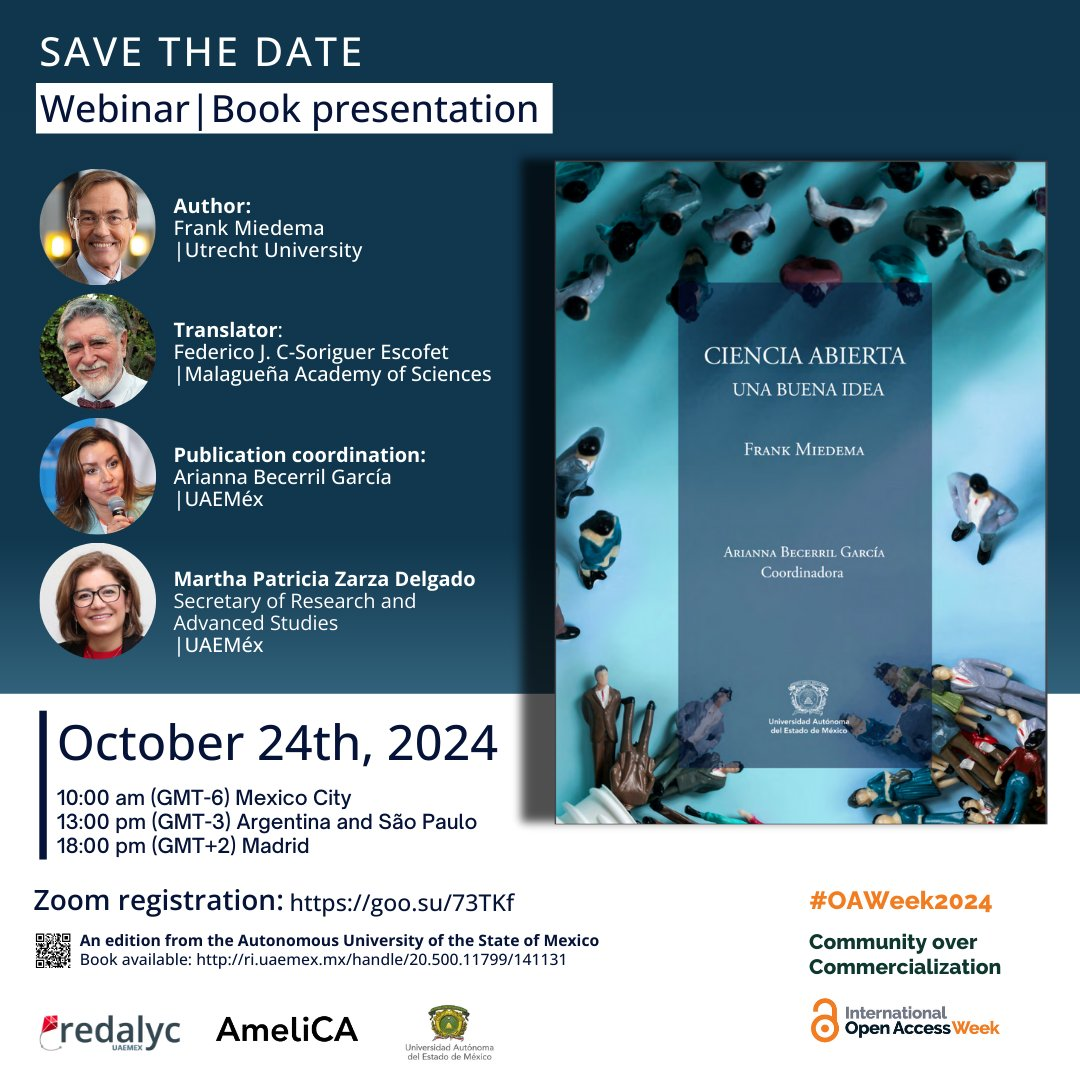 SAVE THE DATE
Webinar|Book presentation
Author:
Frank Miedema
|Utrecht University
Translator:
Federico J. C-Soriguer Escofet
|Malagueña Academy of Sciences
Publication coordination:
Arianna Becerril García
|UAEMéx
Martha Patricia Zarza Delgado
Secretary of Research and
Advanced Studies
|UAEMéx
CIENCIA ABIERTA
UNA BUENA IDEA
FRANK MIEDEMA
ARIANNA BECERRIL GARCÍA
Coordinadora
Universidad Autónoma
del Estado de México
October 24th, 2024
10:00 am (GMT-6) Mexico City
13:00 pm (GMT-3) Argentina and São Paulo
18:00 pm (GMT+2) Madrid
Zoom registration: https://goo.su/73TKf
An edition from the Autonomous University of the State of Mexico
Book available: http://ri.uaemex.mx/handle/20.500.11799/141131
#OAWeek2024
Community over
Commercialization
redalyc
UAEMEX
AmeliCA
Universidad Autónoma
del Estado de México
International
Open Access Week